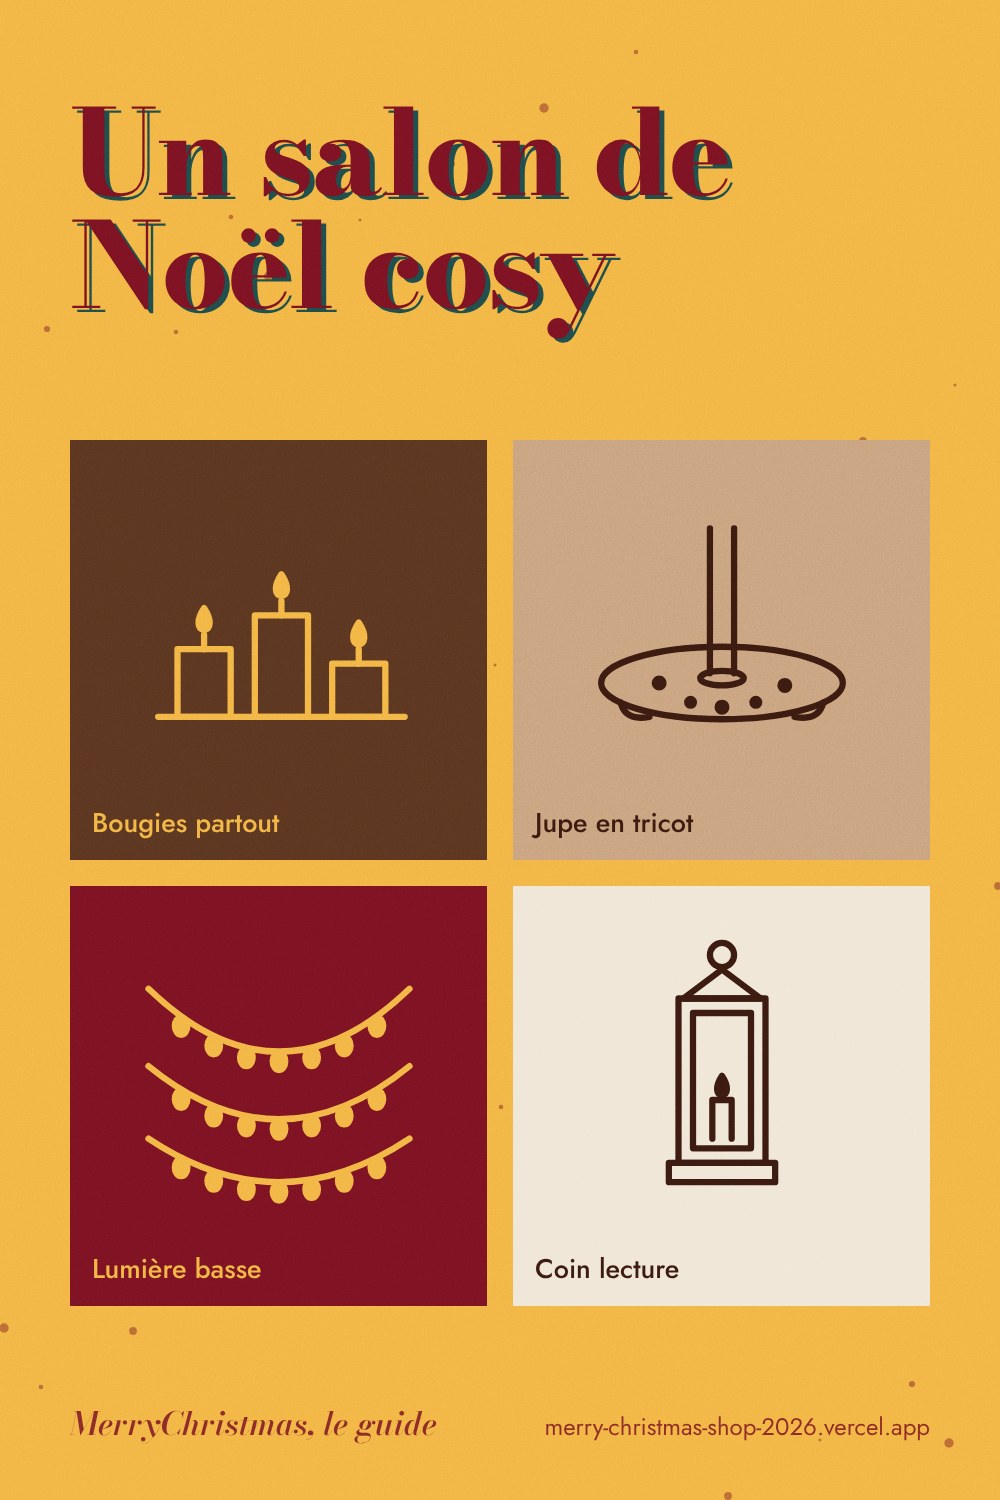 Un salon de
Noël cosy
Bougies partout
Jupe en tricot
Lumière basse
Coin lecture
MerryChristmas, le guide
merry-christmas-shop-2026.vercel.app